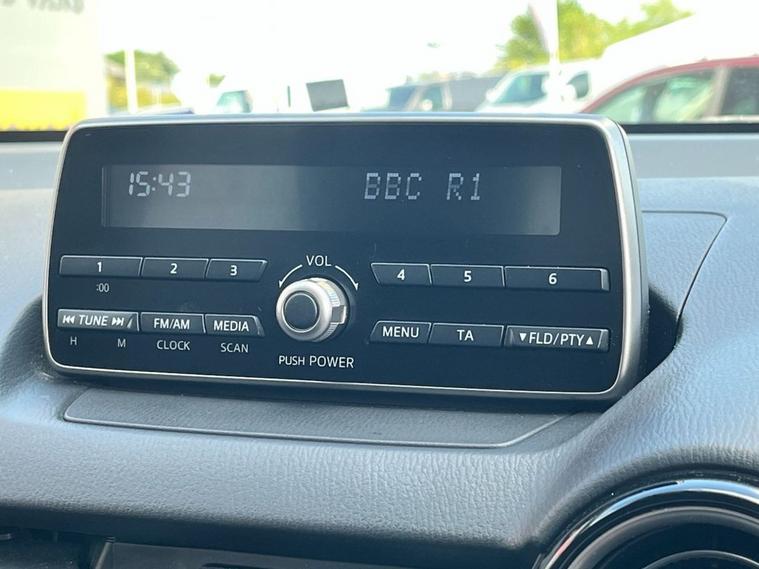 15:43 BBC R1
VOL
1 2 3 4 5 6
:00
⏮ TUNE ⏭ FM/AM MEDIA MENU TA ▼FLD/PTY▲
H M CLOCK SCAN
PUSH POWER